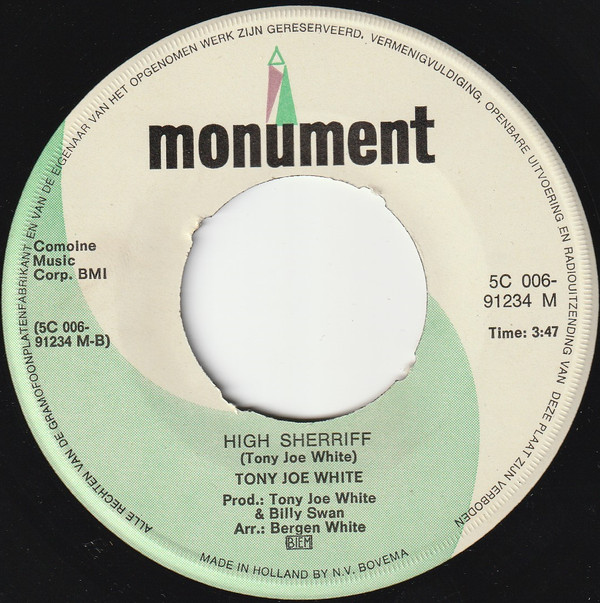 ALLE RECHTEN VAN DE GRAMOFOONPLATENFABRIKANT EN VAN DE EIGENAAR VAN HET OPGENOMEN WERK ZIJN GERESERVEERD. VERMENIGVULDIGING, OPENBARE UITVOERING EN RADIOUITZENDING VAN DEZE PLAAT ZIJN VERBODEN
monument
Comoine
Music
Corp. BMI
(5C 006-
91234 M-B)
5C 006-
91234 M
Time: 3:47
HIGH SHERRIFF
(Tony Joe White)
TONY JOE WHITE
Prod.: Tony Joe White
& Billy Swan
Arr.: Bergen White
BIEM
MADE IN HOLLAND BY N.V. BOVEMA